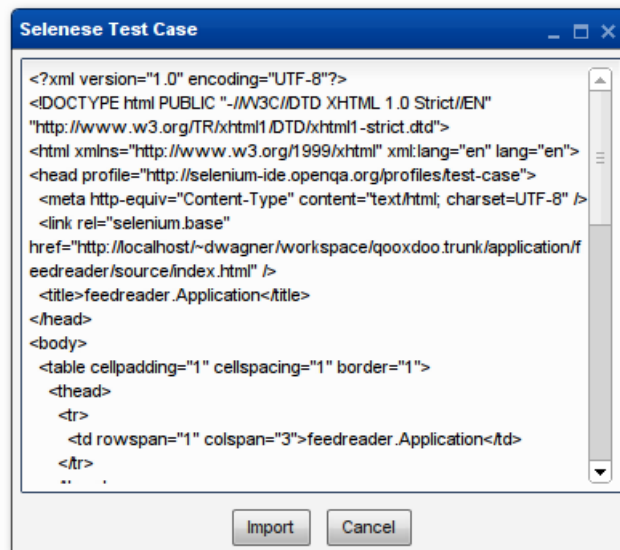 Selenese Test Case
<?xml version="1.0" encoding="UTF-8"?>
<!DOCTYPE html PUBLIC "-//W3C//DTD XHTML 1.0 Strict//EN"
"http://www.w3.org/TR/xhtml1/DTD/xhtml1-strict.dtd">
<html xmlns="http://www.w3.org/1999/xhtml" xml:lang="en" lang="en">
<head profile="http://selenium-ide.openqa.org/profiles/test-case">
  <meta http-equiv="Content-Type" content="text/html; charset=UTF-8" />
  <link rel="selenium.base"
href="http://localhost/~dwagner/workspace/qooxdoo.trunk/application/f
eedreader/source/index.html" />
  <title>feedreader.Application</title>
</head>
<body>
  <table cellpadding="1" cellspacing="1" border="1">
    <thead>
      <tr>
        <td rowspan="1" colspan="3">feedreader.Application</td>
      </tr>
Import Cancel